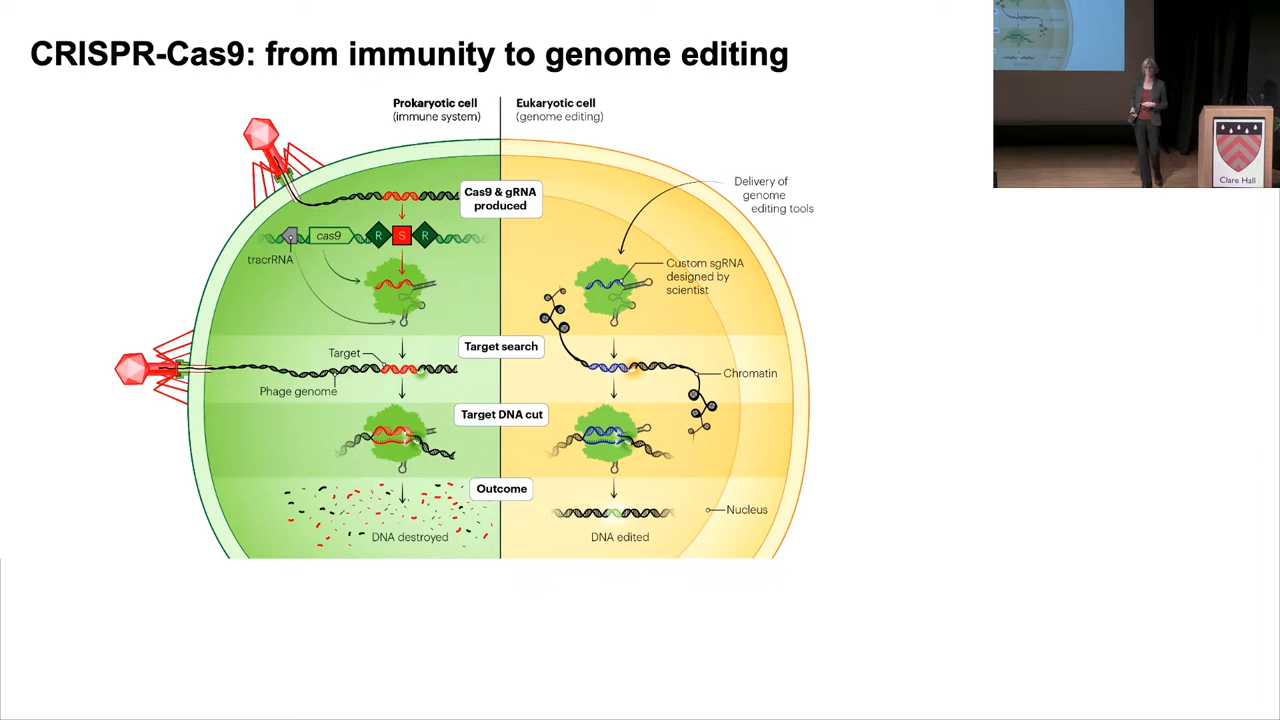 CRISPR-Cas9: from immunity to genome editing
Prokaryotic cell
(immune system)
Eukaryotic cell
(genome editing)
Cas9 & gRNA
produced
Delivery of
genome
editing tools
cas9
R
S
R
tracrRNA
Custom sgRNA
designed by
scientist
Target search
Target
Phage genome
Chromatin
Target DNA cut
Outcome
DNA destroyed
DNA edited
Nucleus
Clare Hall